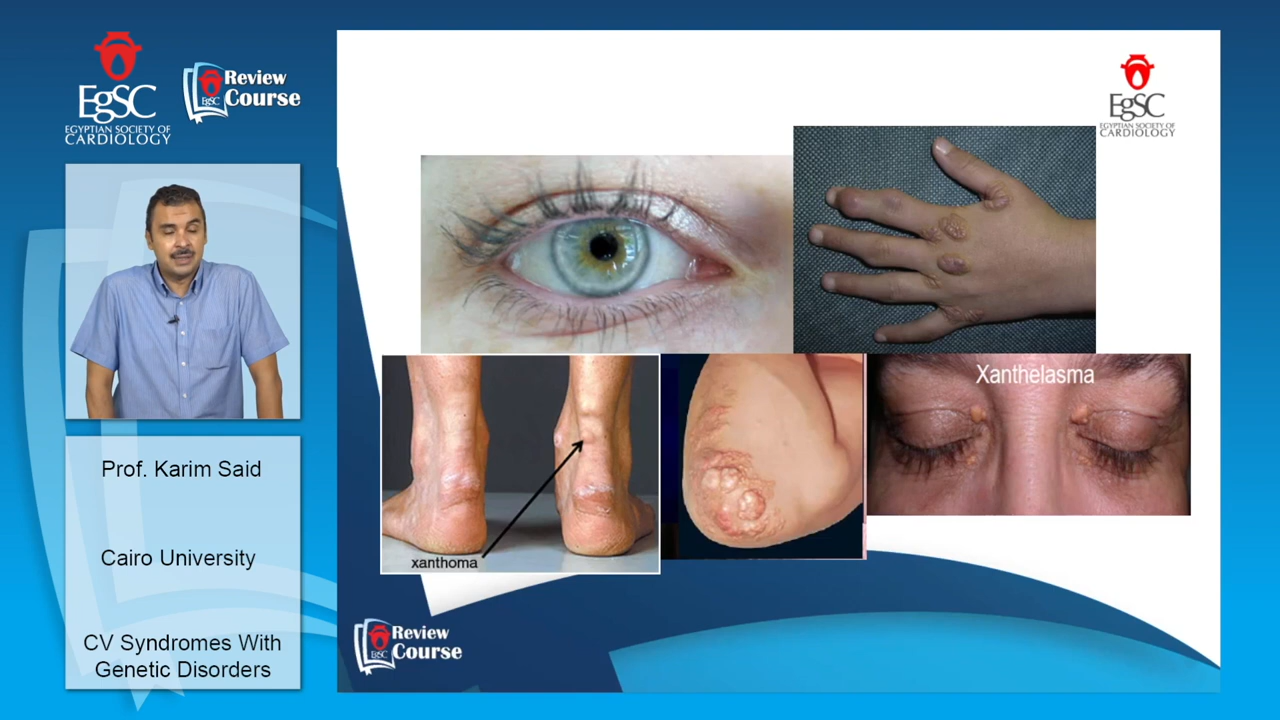 EgSC
EGYPTIAN SOCIETY OF
CARDIOLOGY
EgSC
Review
Course
EgSC
EGYPTIAN SOCIETY OF
CARDIOLOGY
Xanthelasma
xanthoma
Prof. Karim Said
Cairo University
CV Syndromes With
Genetic Disorders
EgSC
Review
Course